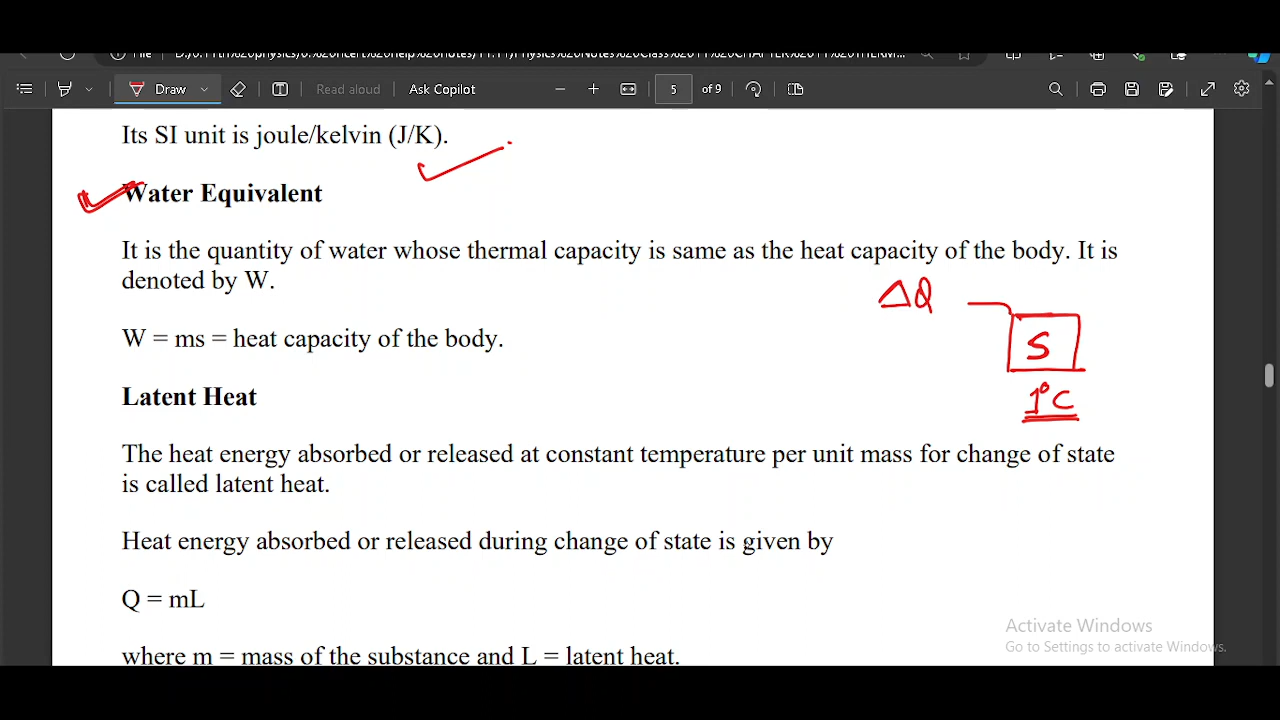 Draw
Read aloud
Ask Copilot
5
of 9
Its SI unit is joule/kelvin (J/K).
Water Equivalent
It is the quantity of water whose thermal capacity is same as the heat capacity of the body. It is
denoted by W.
ΔQ
S
1°C
W = ms = heat capacity of the body.
Latent Heat
The heat energy absorbed or released at constant temperature per unit mass for change of state
is called latent heat.
Heat energy absorbed or released during change of state is given by
Q = mL
where m = mass of the substance and L = latent heat.
Activate Windows
Go to Settings to activate Windows.